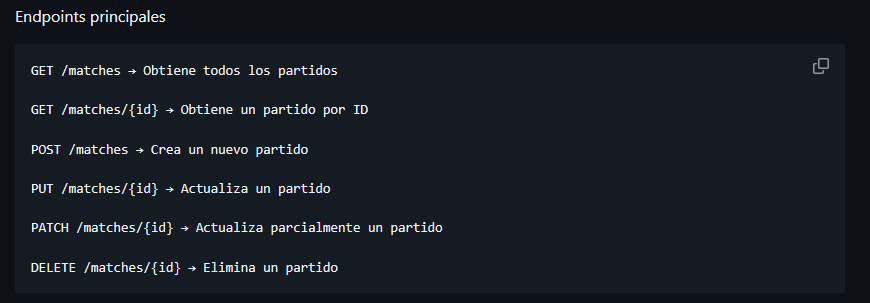 Endpoints principales
GET /matches → Obtiene todos los partidos
GET /matches/{id} → Obtiene un partido por ID
POST /matches → Crea un nuevo partido
PUT /matches/{id} → Actualiza un partido
PATCH /matches/{id} → Actualiza parcialmente un partido
DELETE /matches/{id} → Elimina un partido